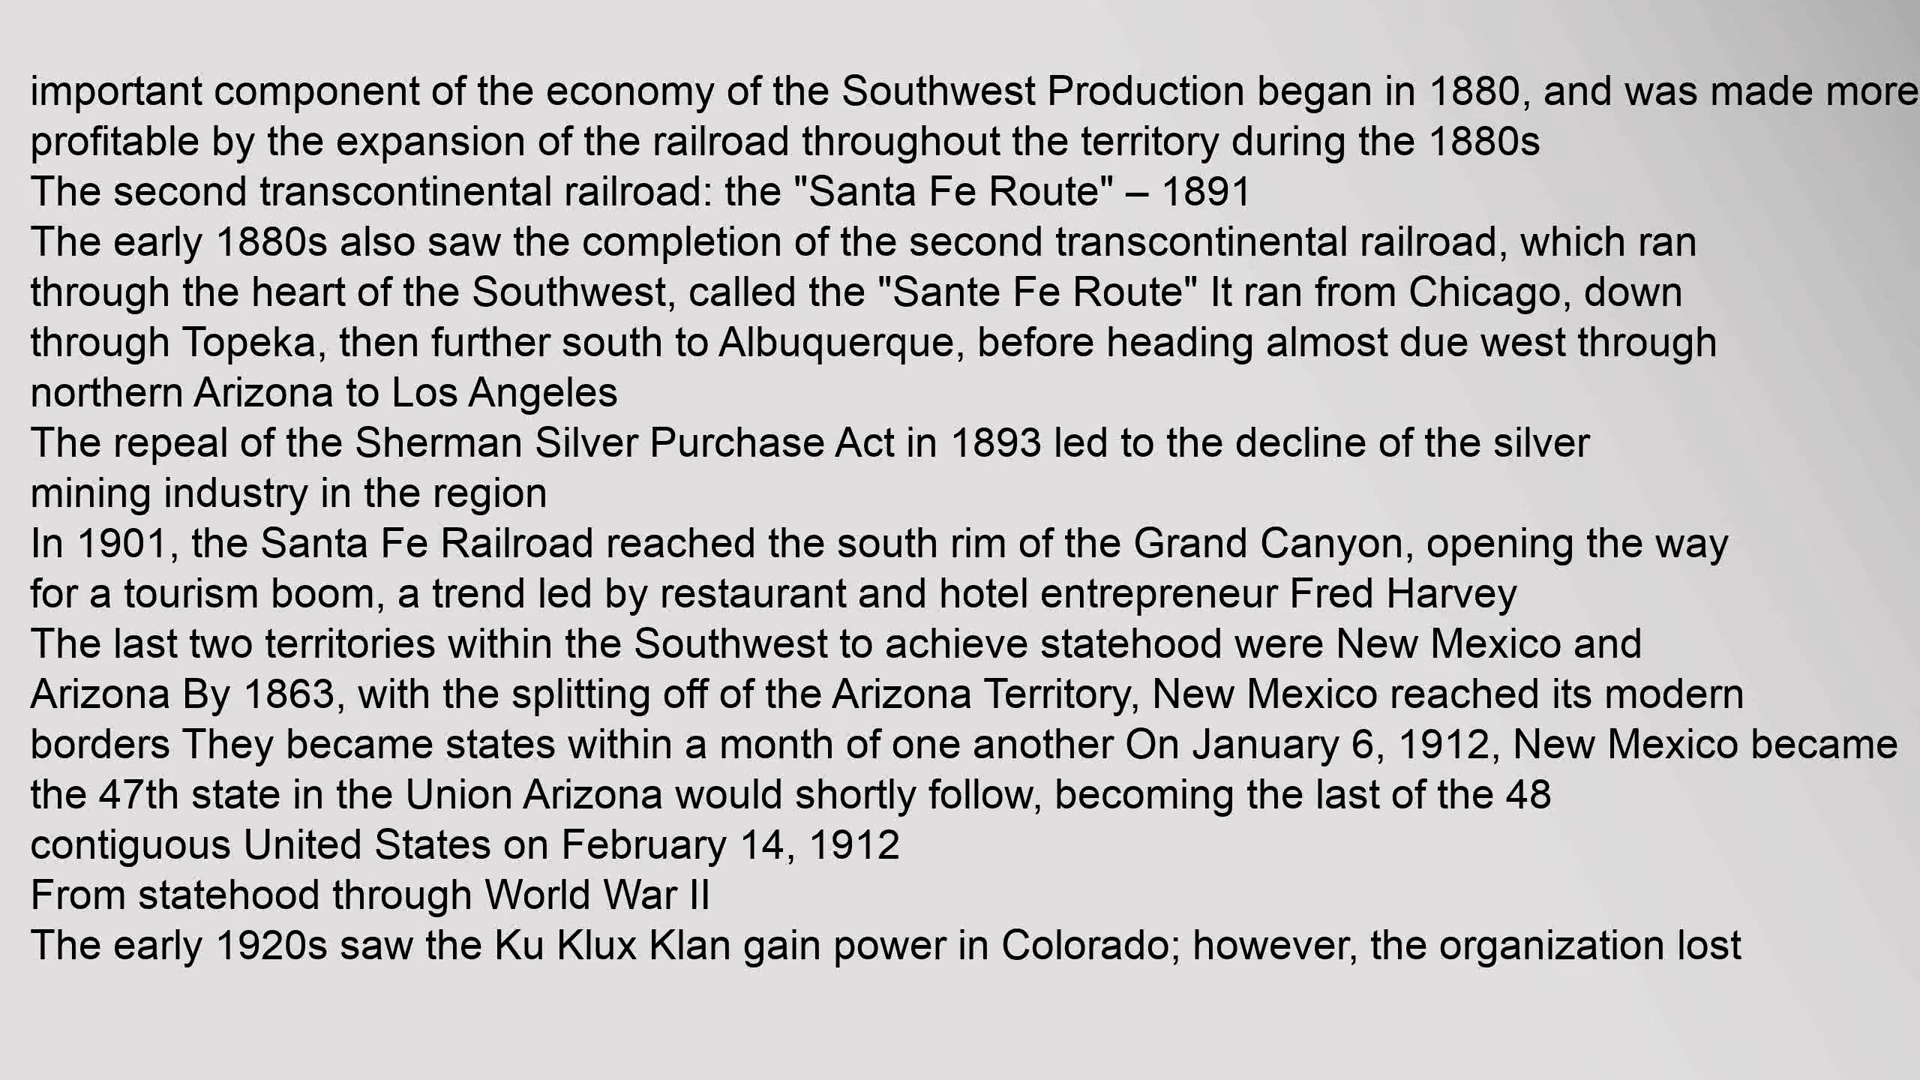 important component of the economy of the Southwest Production began in 1880, and was made more
profitable by the expansion of the railroad throughout the territory during the 1880s
The second transcontinental railroad: the "Santa Fe Route" – 1891
The early 1880s also saw the completion of the second transcontinental railroad, which ran
through the heart of the Southwest, called the "Sante Fe Route" It ran from Chicago, down
through Topeka, then further south to Albuquerque, before heading almost due west through
northern Arizona to Los Angeles
The repeal of the Sherman Silver Purchase Act in 1893 led to the decline of the silver
mining industry in the region
In 1901, the Santa Fe Railroad reached the south rim of the Grand Canyon, opening the way
for a tourism boom, a trend led by restaurant and hotel entrepreneur Fred Harvey
The last two territories within the Southwest to achieve statehood were New Mexico and
Arizona By 1863, with the splitting off of the Arizona Territory, New Mexico reached its modern
borders They became states within a month of one another On January 6, 1912, New Mexico became
the 47th state in the Union Arizona would shortly follow, becoming the last of the 48
contiguous United States on February 14, 1912
From statehood through World War II
The early 1920s saw the Ku Klux Klan gain power in Colorado; however, the organization lost